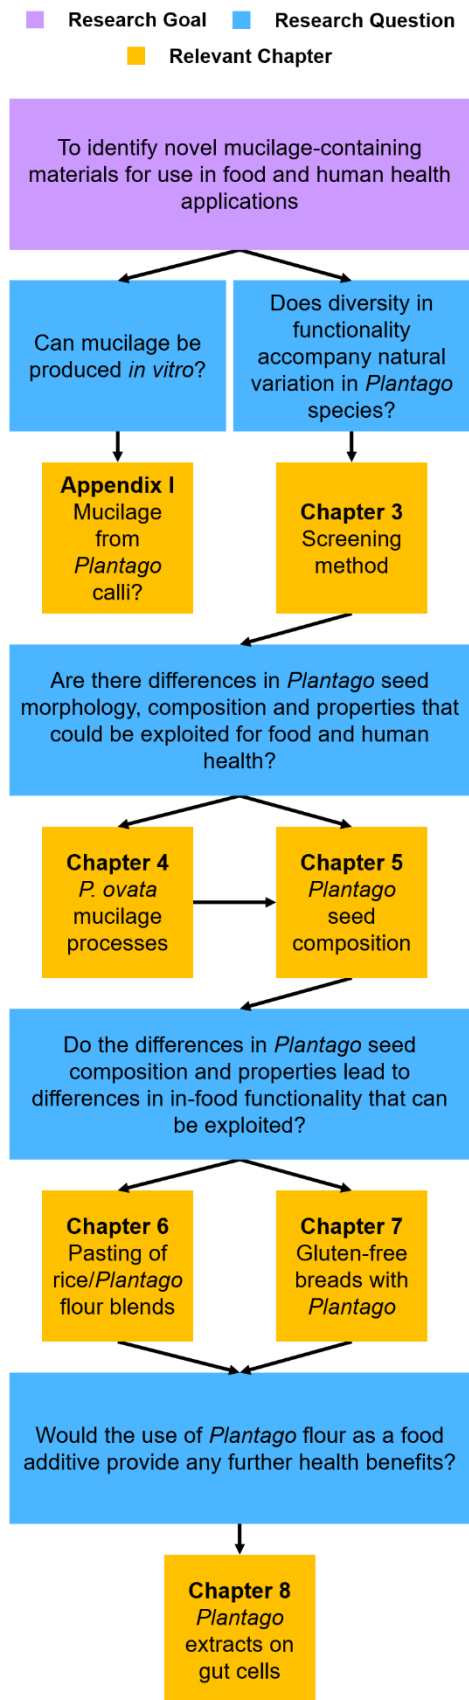 Research Goal
Research Question
Relevant Chapter
To identify novel mucilage-containing
materials for use in food and human health
applications
Can mucilage be
produced in vitro?
Does diversity in
functionality
accompany natural
variation in Plantago
species?
Appendix I
Mucilage
from
Plantago
calli?
Chapter 3
Screening
method
Are there differences in Plantago seed
morphology, composition and properties that
could be exploited for food and human
health?
Chapter 4
P. ovata
mucilage
processes
Chapter 5
Plantago
seed
composition
Do the differences in Plantago seed
composition and properties lead to
differences in in-food functionality that can
be exploited?
Chapter 6
Pasting of
rice/Plantago
flour blends
Chapter 7
Gluten-free
breads with
Plantago
Would the use of Plantago flour as a food
additive provide any further health benefits?
Chapter 8
Plantago
extracts on
gut cells